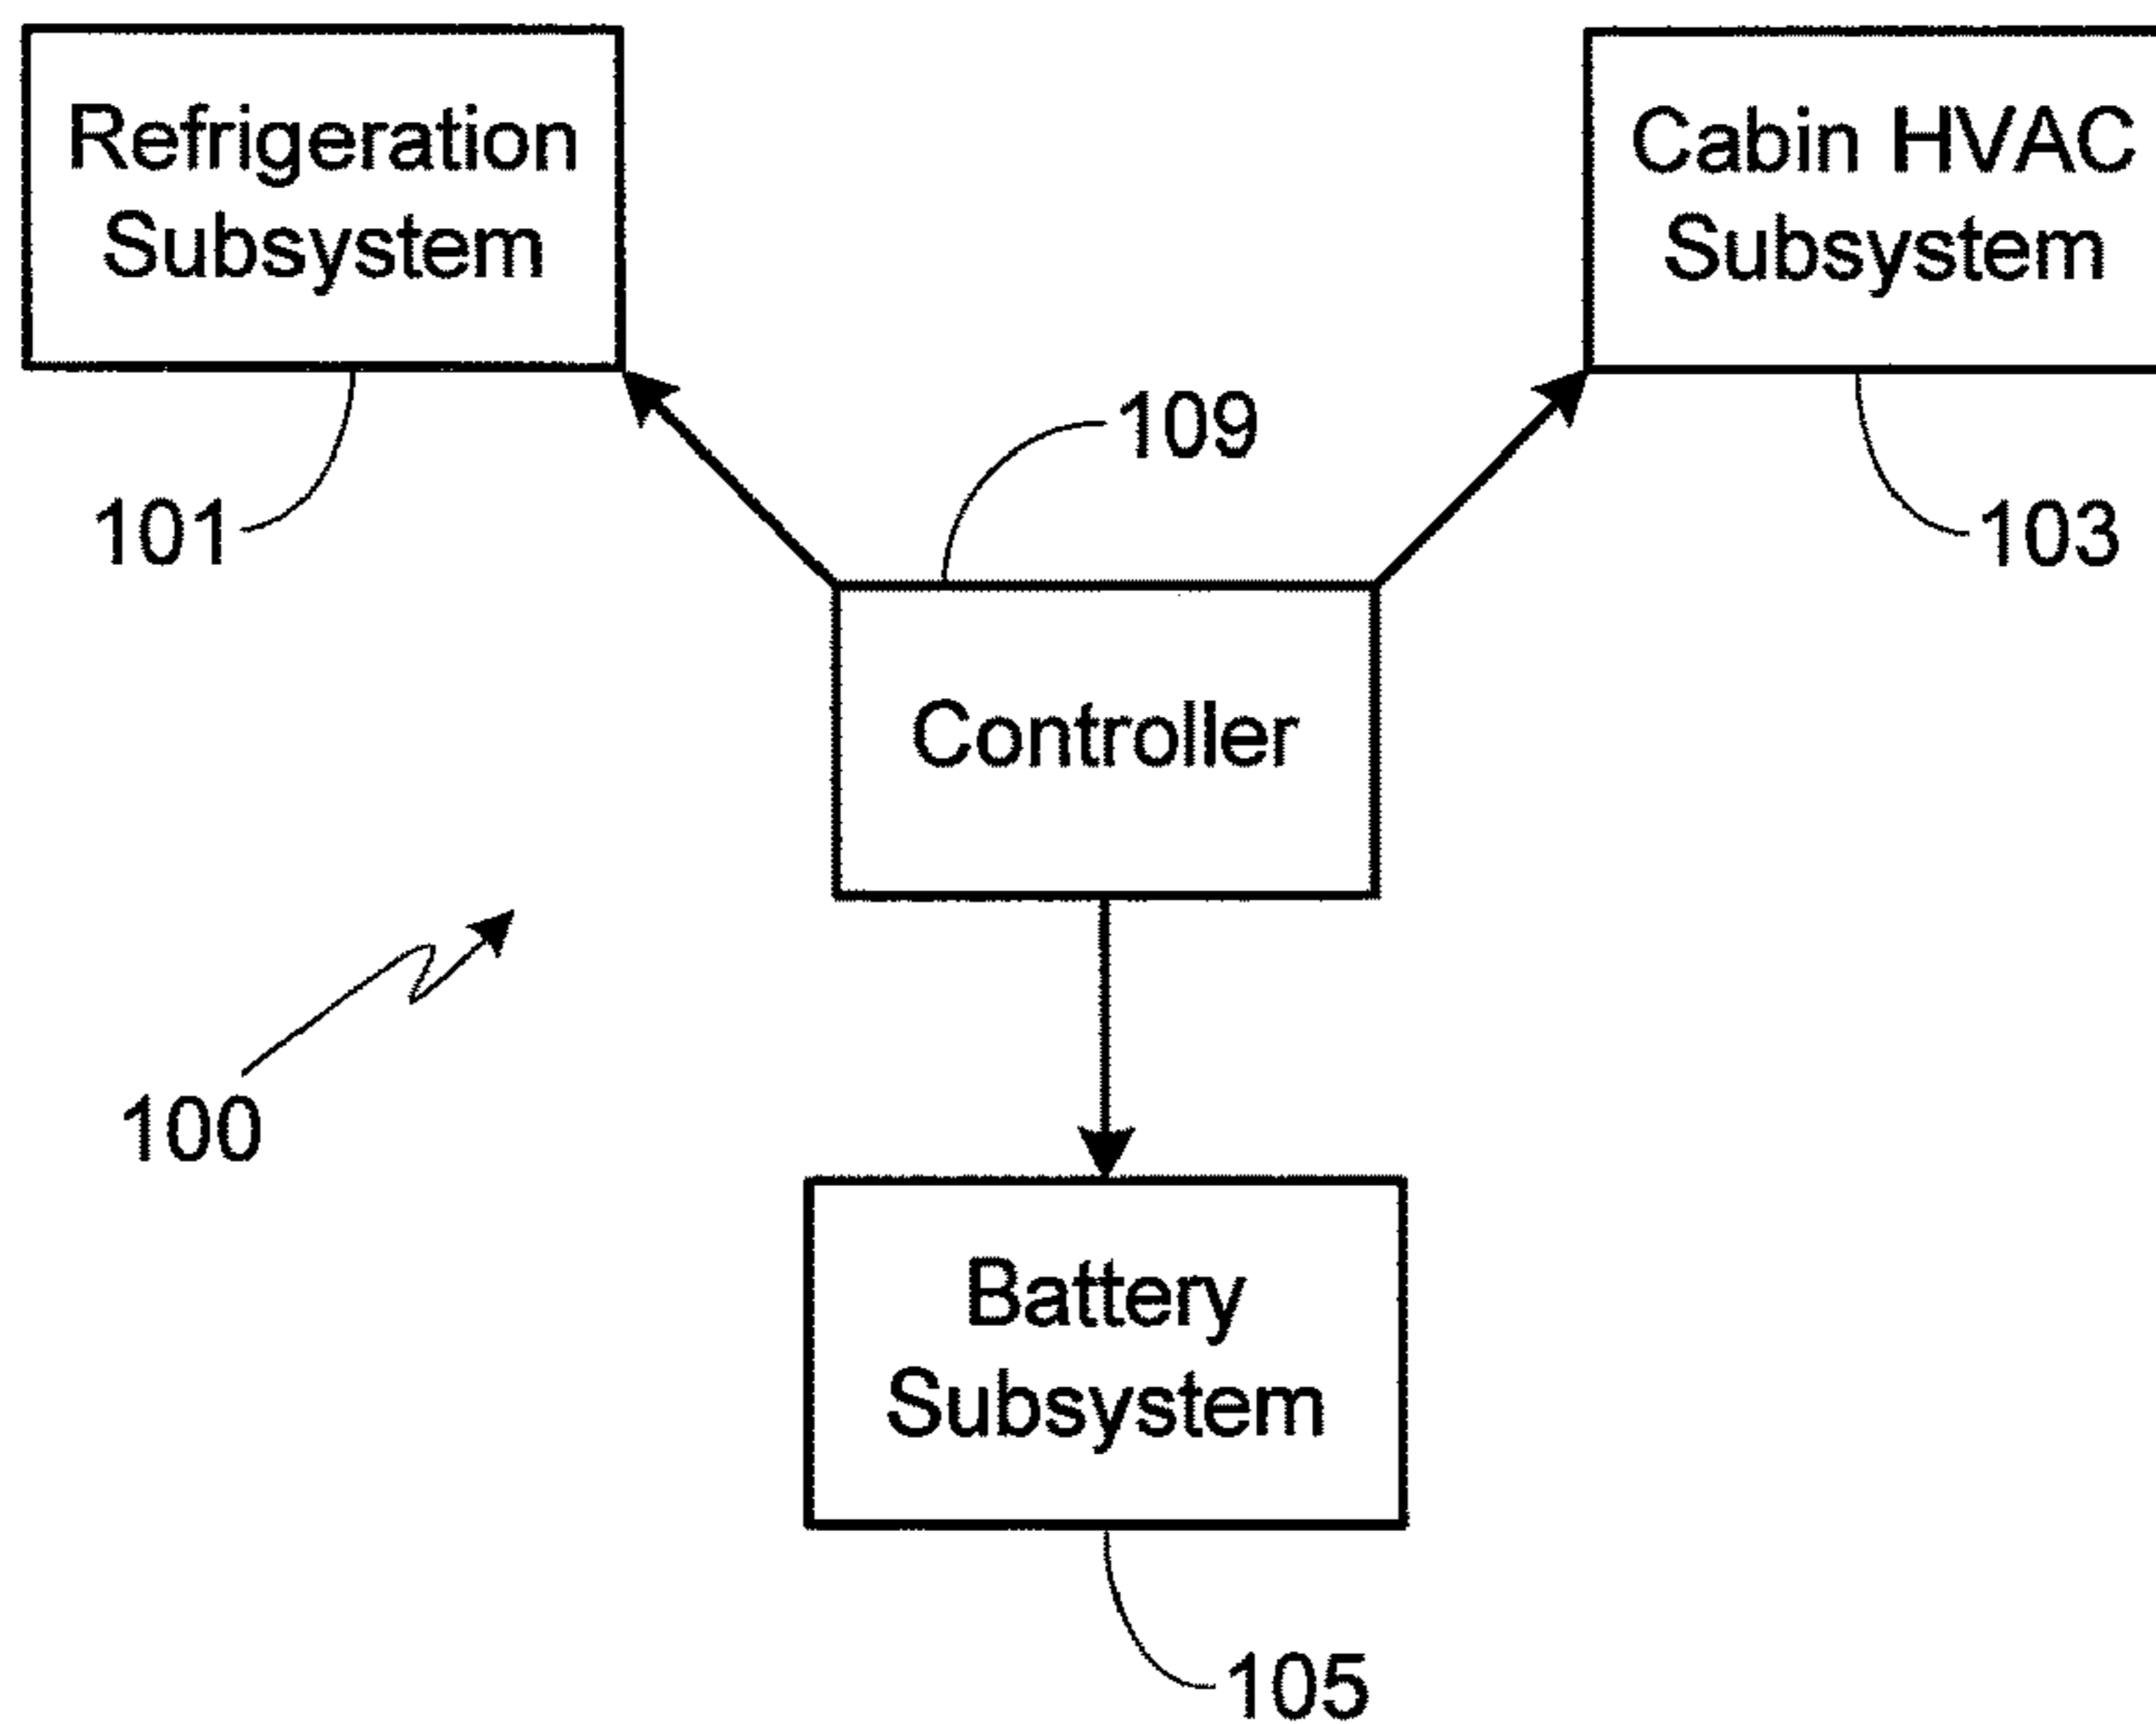 Refrigeration
Subsystem
Cabin HVAC
Subsystem
109
101
103
Controller
100
Battery
Subsystem
105